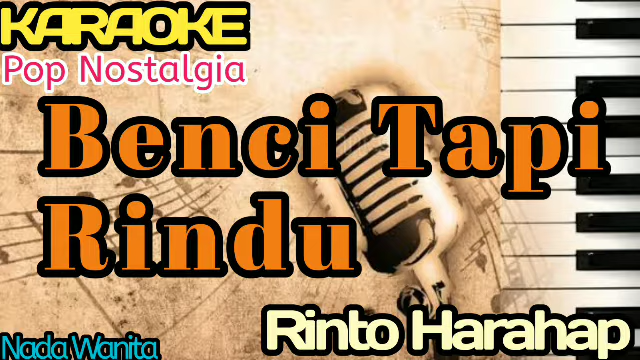 KARAOKE
Pop Nostalgia
Benci Tapi
Rindu
Rinto Harahap
Nada Wanita